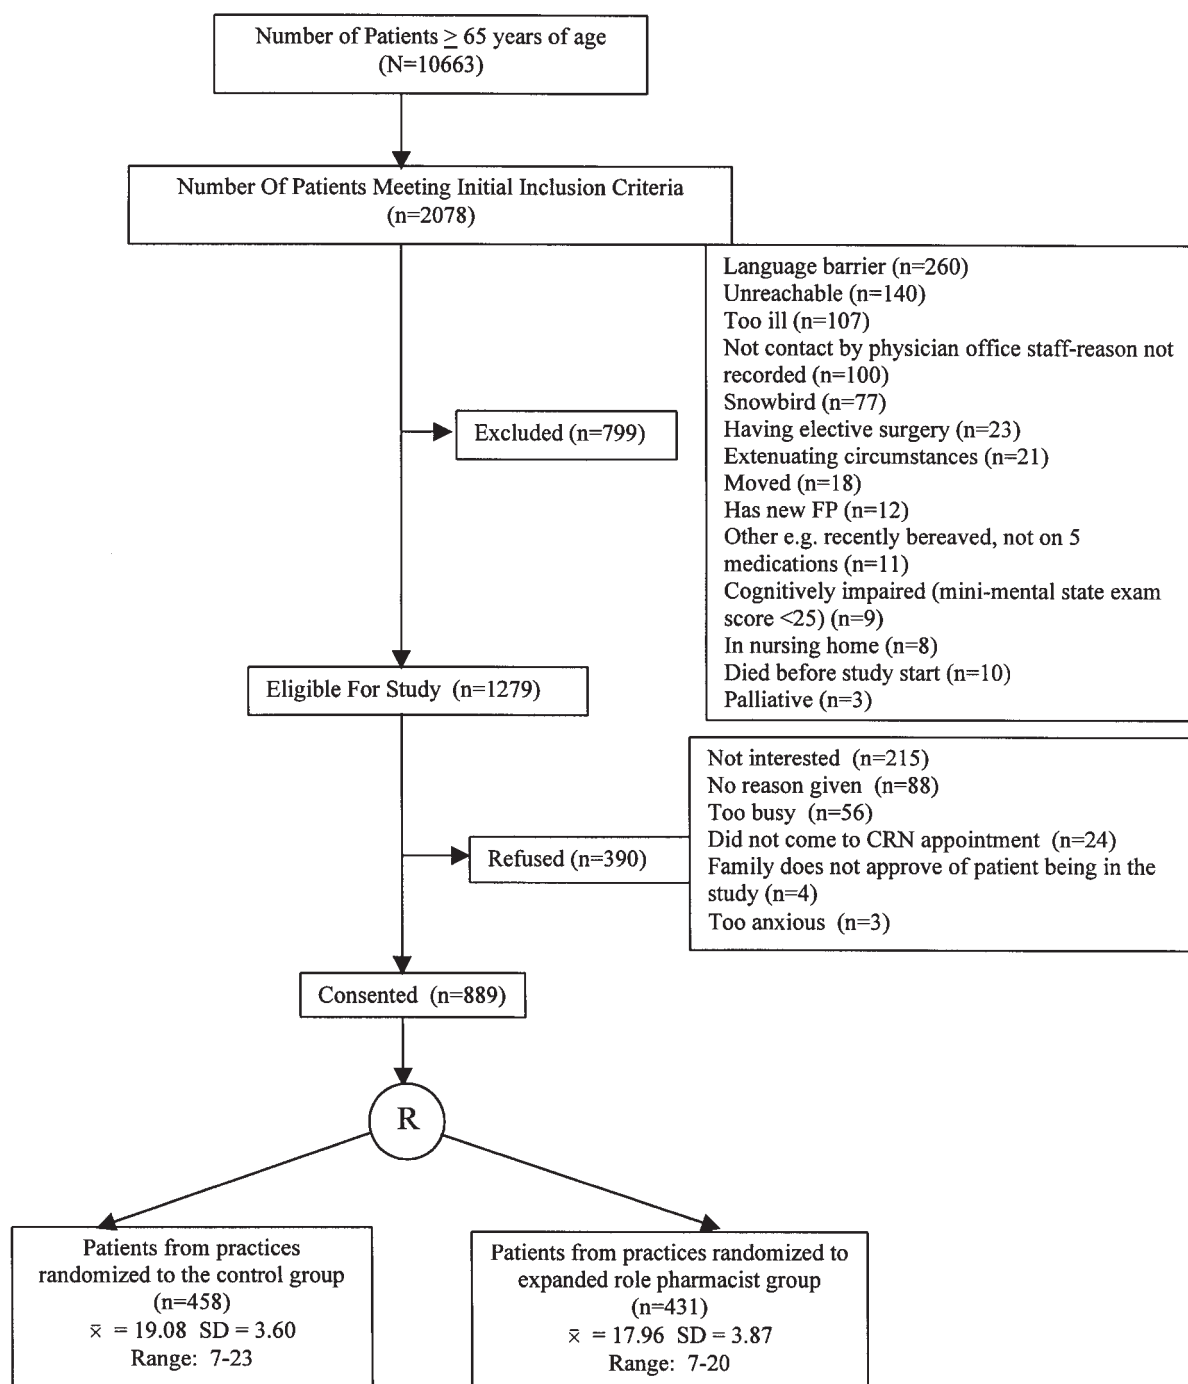 Number of Patients ≥ 65 years of age
(N=10663)
Number Of Patients Meeting Initial Inclusion Criteria
(n=2078)
Language barrier (n=260)
Unreachable (n=140)
Too ill (n=107)
Not contact by physician office staff-reason not
recorded (n=100)
Snowbird (n=77)
Having elective surgery (n=23)
Extenuating circumstances (n=21)
Moved (n=18)
Has new FP (n=12)
Other e.g. recently bereaved, not on 5
medications (n=11)
Cognitively impaired (mini-mental state exam
score <25) (n=9)
In nursing home (n=8)
Died before study start (n=10)
Palliative (n=3)
Excluded (n=799)
Eligible For Study (n=1279)
Not interested (n=215)
No reason given (n=88)
Too busy (n=56)
Did not come to CRN appointment (n=24)
Family does not approve of patient being in the
study (n=4)
Too anxious (n=3)
Refused (n=390)
Consented (n=889)
R
Patients from practices
randomized to the control group
(n=458)
x̄ = 19.08 SD = 3.60
Range: 7-23
Patients from practices randomized to
expanded role pharmacist group
(n=431)
x̄ = 17.96 SD = 3.87
Range: 7-20